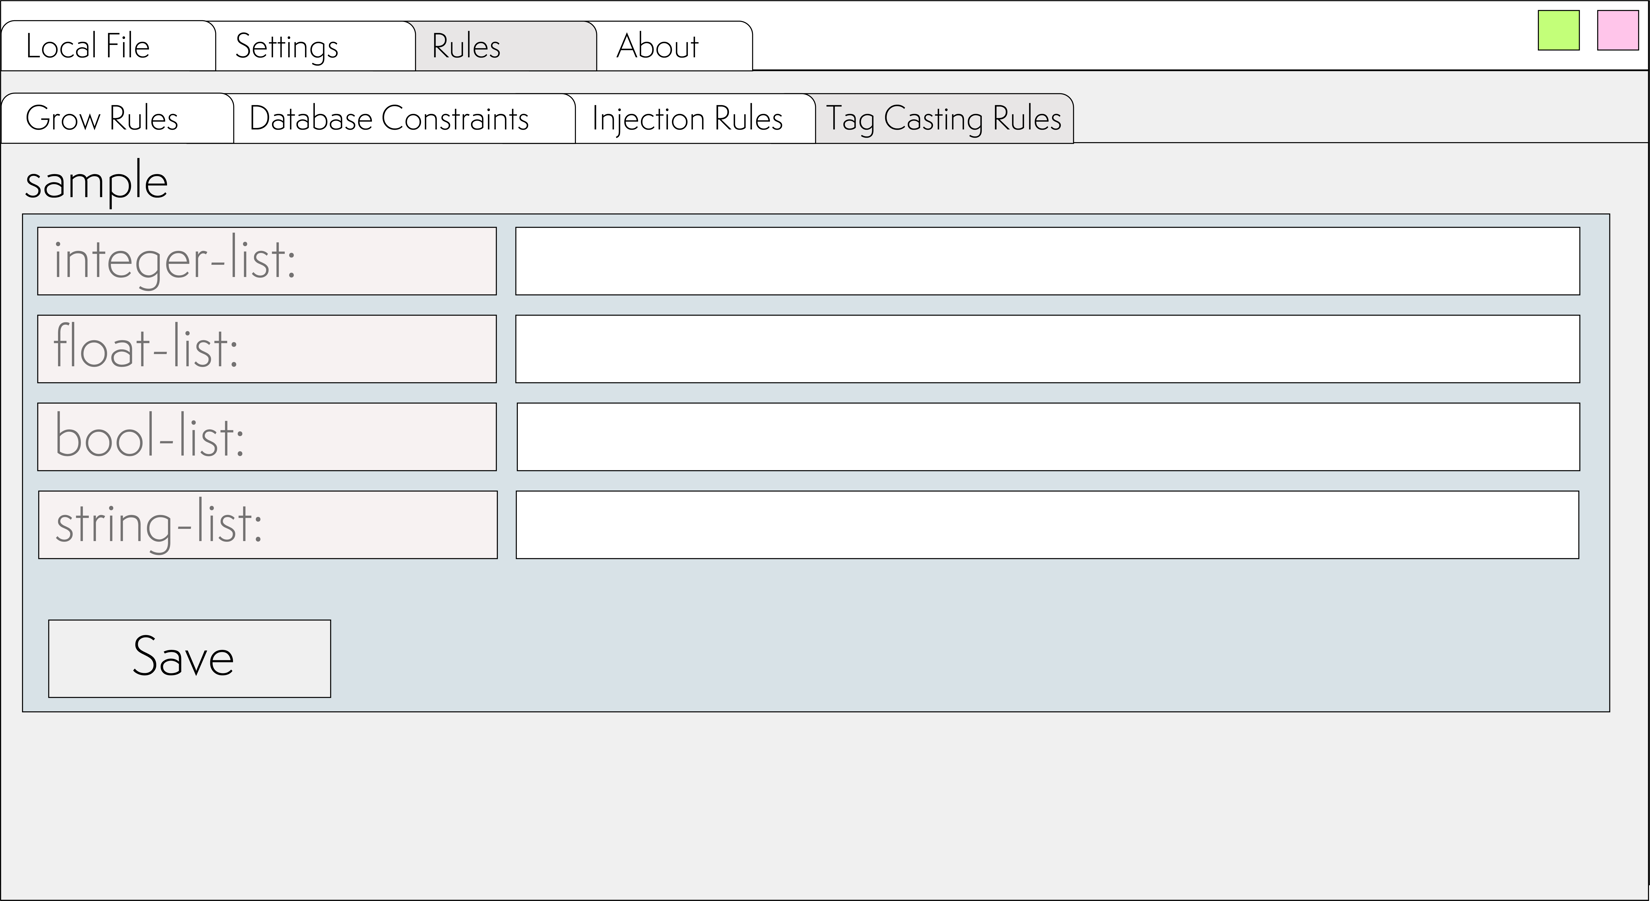 Local File Settings Rules About
Grow Rules Database Constraints Injection Rules Tag Casting Rules
sample
integer-list:
float-list:
bool-list:
string-list:
Save